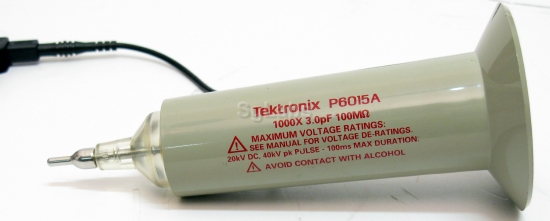 Tektronix P6015A
1000X 3.0pF 100MΩ
MAXIMUM VOLTAGE RATINGS:
SEE MANUAL FOR VOLTAGE DE-RATINGS.
20kV DC, 40kV pk PULSE - 100ms MAX DURATION.
AVOID CONTACT WITH ALCOHOL